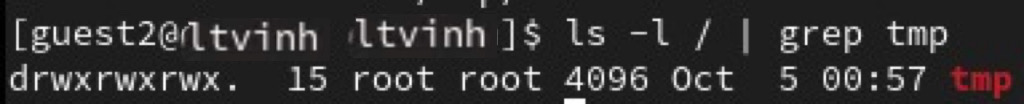 [guest2@ltvinh ltvinh]$ ls -l / | grep tmp
drwxrwxrwx. 15 root root 4096 Oct 5 00:57 tmp